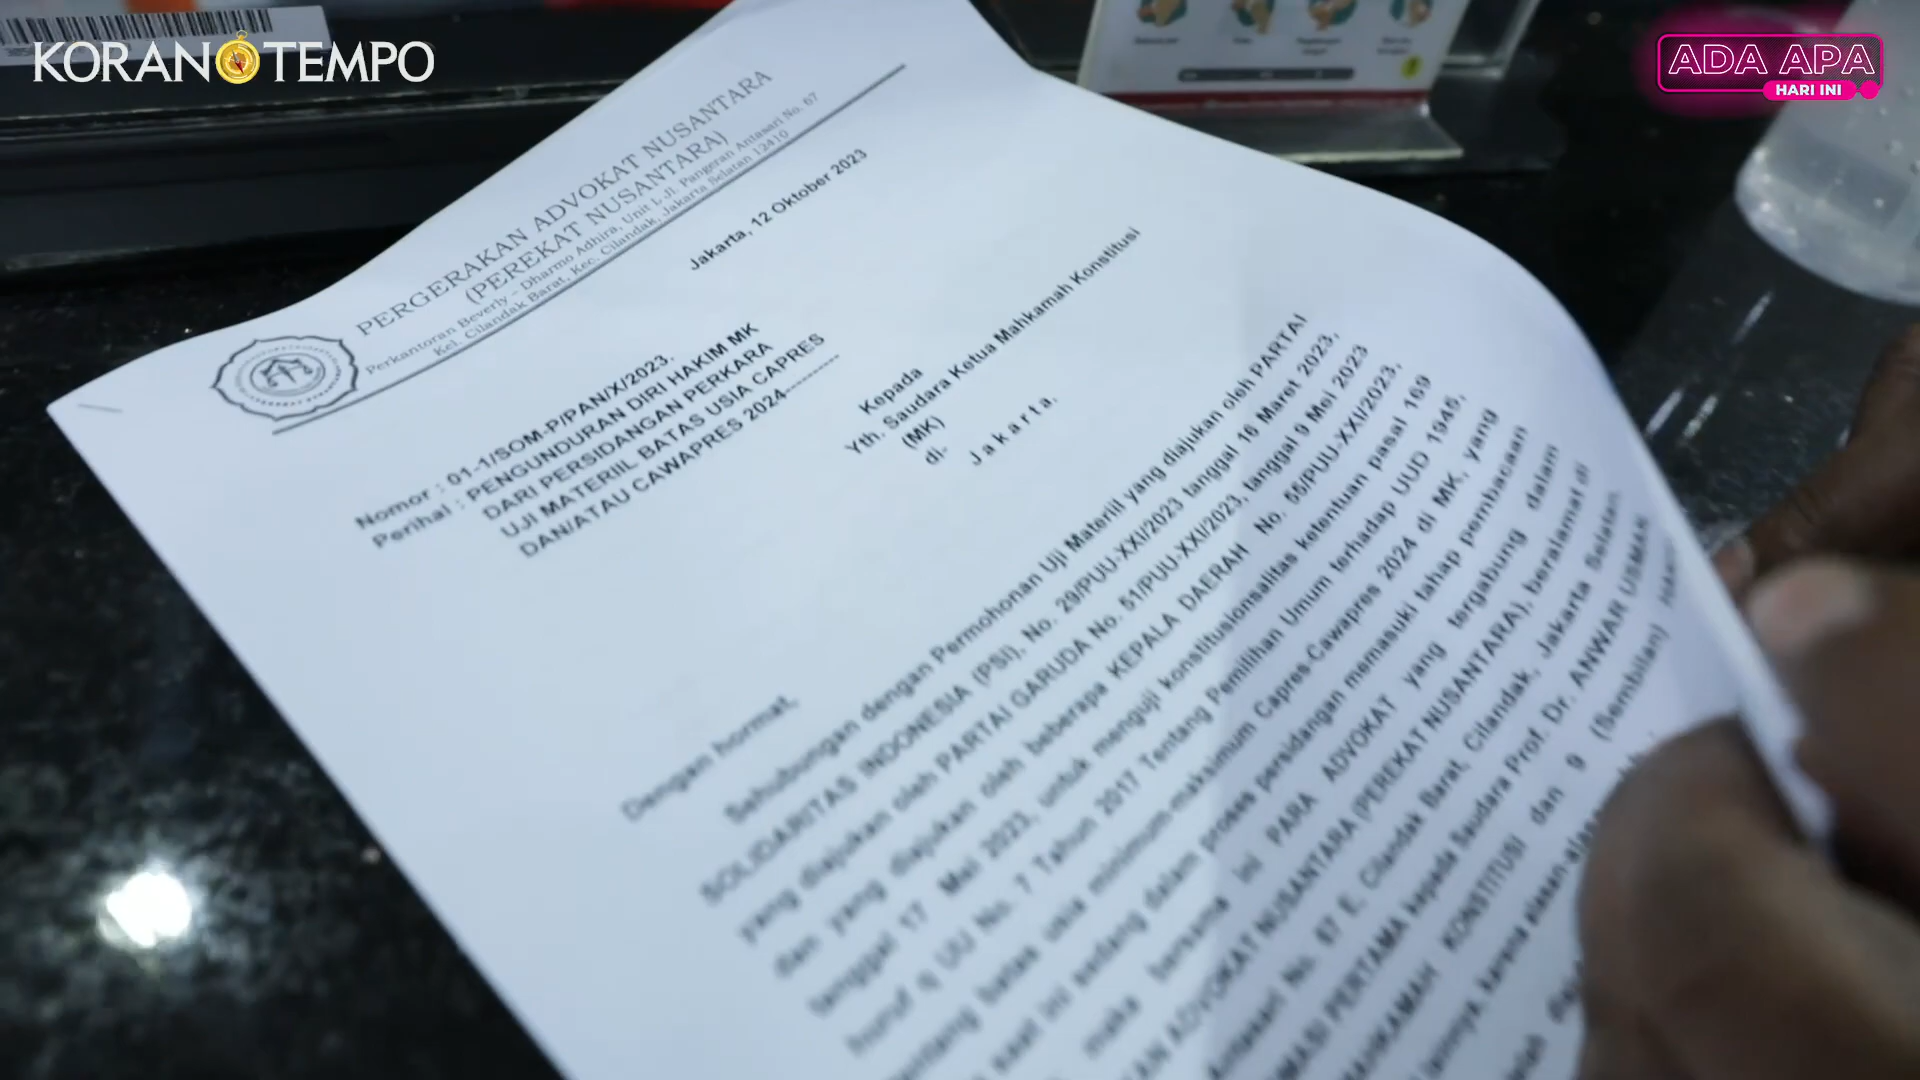 KORAN TEMPO
ADA APA
HARI INI
PERGERAKAN ADVOKAT NUSANTARA
(PEREKAT NUSANTARA)
Perkantoran Beverly - Dharmo Adhira, Unit L Jl. Pangeran Antasari No. 67
Kel. Cilandak Barat, Kec. Cilandak, Jakarta Selatan 12410
Jakarta, 12 Oktober 2023
Nomor : 01-1/SOM-P/PAN/X/2023.
Perihal : PENGUNDURAN DIRI HAKIM MK
DARI PERSIDANGAN PERKARA
UJI MATERIIL BATAS USIA CAPRES
DAN/ATAU CAWAPRES 2024----------
Kepada
Yth. Saudara Ketua Mahkamah Konstitusi
(MK)
di-
J a k a r t a.
Dengan hormat,
Sehubungan dengan Permohonan Uji Materiil yang diajukan oleh PARTAI
SOLIDARITAS INDONESIA (PSI), No. 29/PUU-XXI/2023 tanggal 16 Maret 2023,
yang diajukan oleh PARTAI GARUDA No. 51/PUU-XXI/2023, tanggal 9 Mei 2023
dan yang diajukan oleh beberapa KEPALA DAERAH No. 55/PUU-XXI/2023,
tanggal 17 Mei 2023, untuk menguji konstitusionsalitas ketentuan pasal 169
huruf q UU No. 7 Tahun 2017 Tentang Pemilihan Umum terhadap UUD 1945,
tentang batas usia minimum-maksimum Capres-Cawapres 2024 di MK, yang
saat ini sedang dalam proses persidangan memasuki tahap pembacaan
maka bersama ini PARA ADVOKAT yang tergabung dalam
ADVOKAT NUSANTARA (PEREKAT NUSANTARA), beralamat di
Antasari No. 67 E, Cilandak Barat, Cilandak, Jakarta Selatan,
PERTAMA kepada Saudara Prof. Dr. ANWAR USMAN
MAHKAMAH KONSTITUSI dan 9 (Sembilan)
lainnya, karena